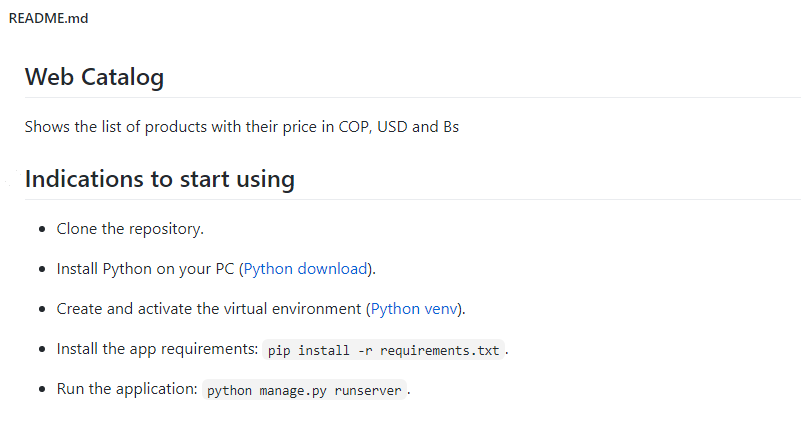 README.md
Web Catalog
Shows the list of products with their price in COP, USD and Bs
Indications to start using
Clone the repository.
Install Python on your PC (Python download).
Create and activate the virtual environment (Python venv).
Install the app requirements: pip install -r requirements.txt.
Run the application: python manage.py runserver.